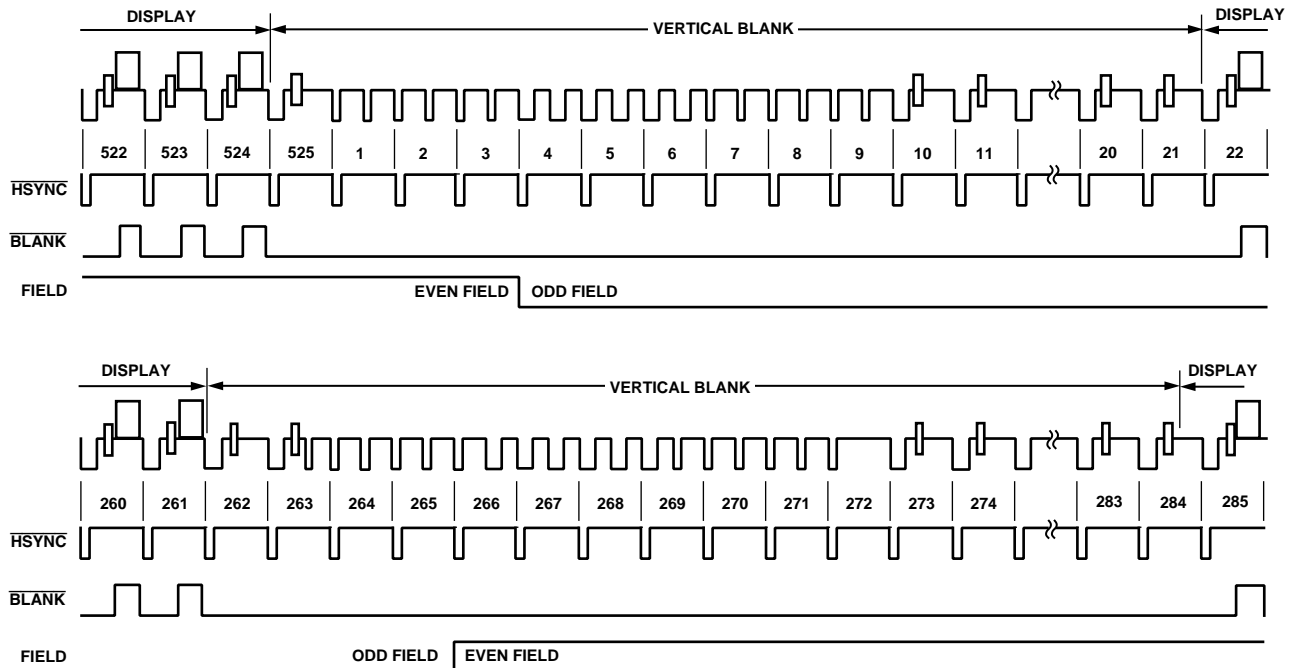 DISPLAY VERTICAL BLANK DISPLAY
522 523 524 525 1 2 3 4 5 6 7 8 9 10 11 20 21 22
HSYNC
BLANK
FIELD EVEN FIELD ODD FIELD
DISPLAY VERTICAL BLANK DISPLAY
260 261 262 263 264 265 266 267 268 269 270 271 272 273 274 283 284 285
HSYNC
BLANK
FIELD ODD FIELD EVEN FIELD